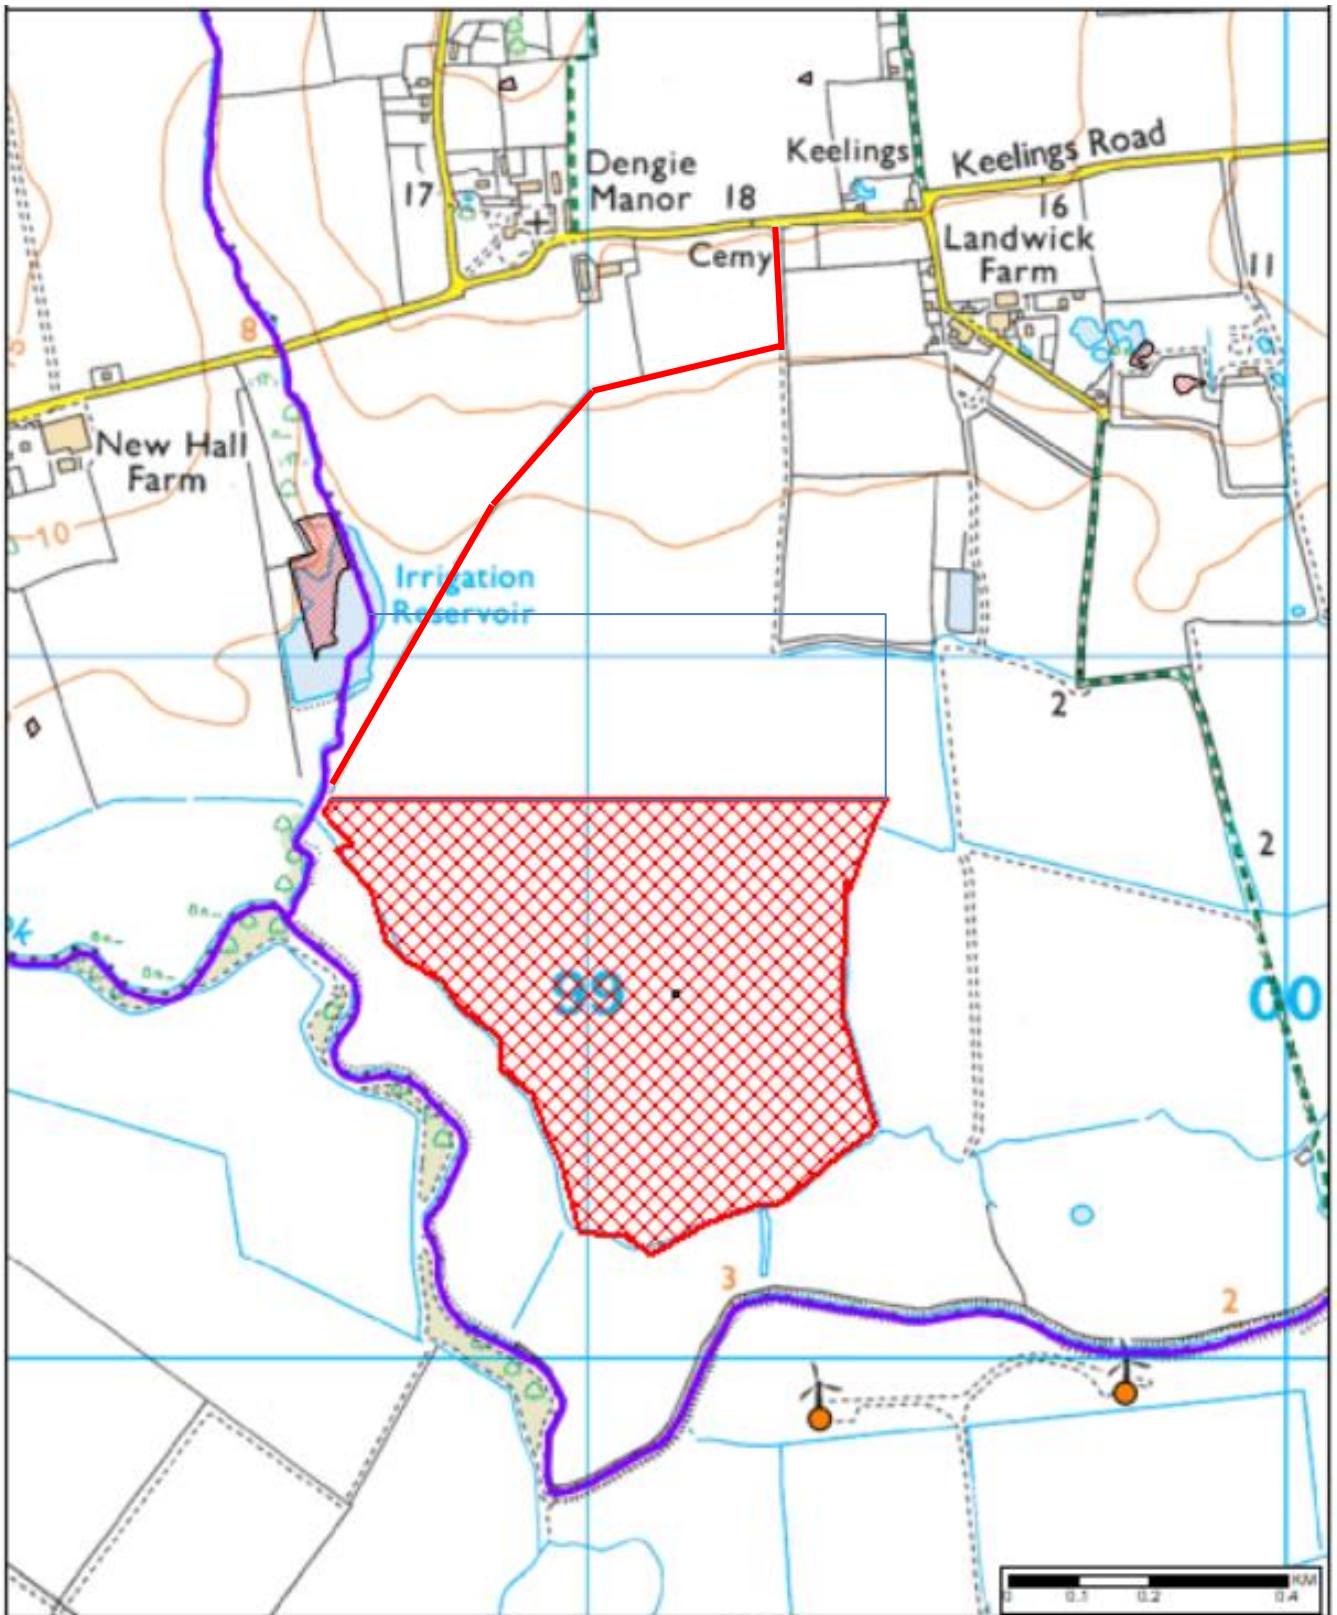 Dengie
Manor
17
18
Keelings
Keelings Road
16
Cemy
Landwick
Farm
11
8
New Hall
Farm
10
Irrigation
Reservoir
2
2
99
00
3
2
KM
0
0.1
0.2
0.4